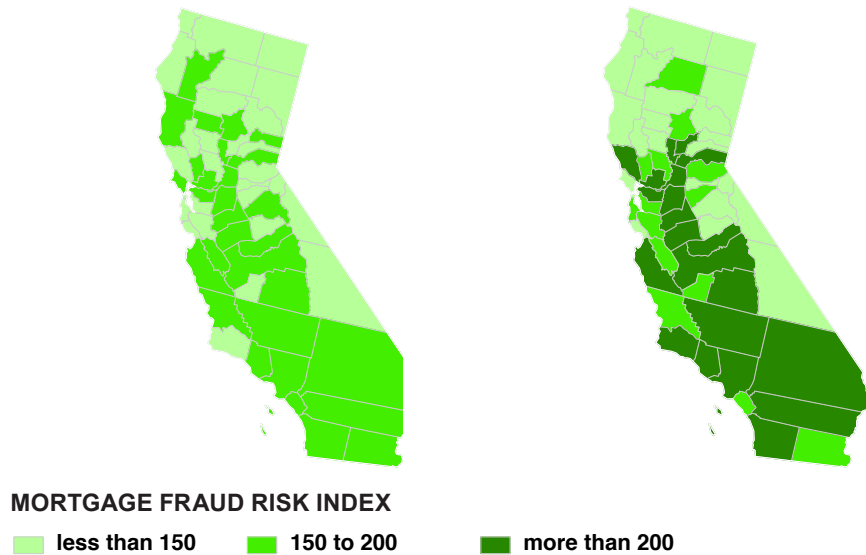 MORTGAGE FRAUD RISK INDEX
less than 150 150 to 200 more than 200